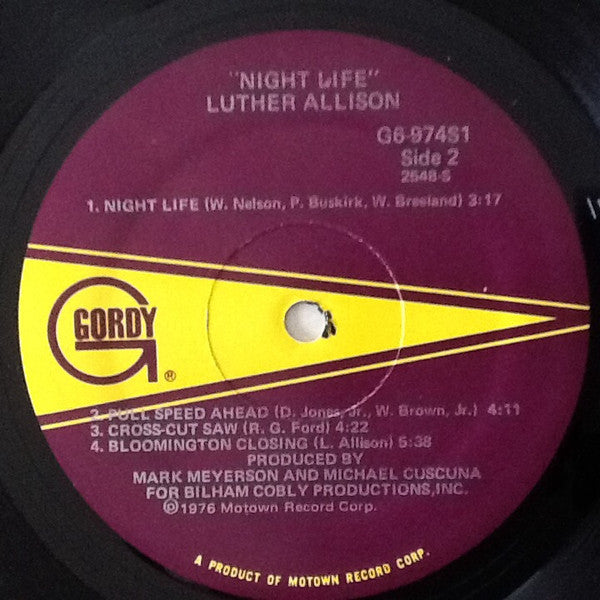 "NIGHT LIFE"
LUTHER ALLISON
G6-974S1
Side 2
2548-S
1. NIGHT LIFE (W. Nelson, P. Buskirk, W. Breeland) 3:17
GORDY
®
2. FULL SPEED AHEAD (D. Jones, Jr., W. Brown, Jr.) 4:11
3. CROSS-CUT SAW (R. G. Ford) 4:22
4. BLOOMINGTON CLOSING (L. Allison) 5:38
PRODUCED BY
MARK MEYERSON AND MICHAEL CUSCUNA
FOR BILHAM COBLY PRODUCTIONS,INC.
℗1976 Motown Record Corp.
A PRODUCT OF MOTOWN RECORD CORP.